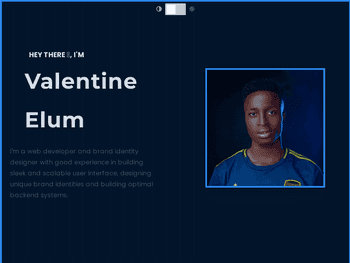 HEY THERE ▯, I'M
Valentine
Elum
I'm a web developer and brand identity
designer with good experience in building
sleek and scalable user interface, designing
unique brand identities and building optimal
backend systems.